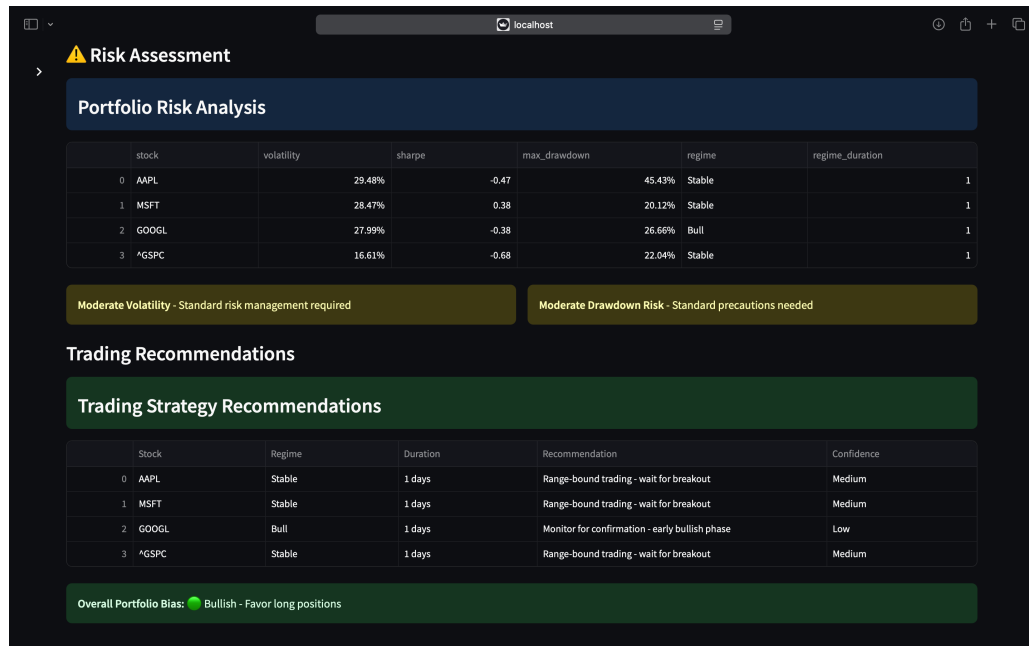 localhost
⚠️ Risk Assessment
Portfolio Risk Analysis
stock volatility sharpe max_drawdown regime regime_duration
0 AAPL 29.48% -0.47 45.43% Stable 1
1 MSFT 28.47% 0.38 20.12% Stable 1
2 GOOGL 27.99% -0.38 26.66% Bull 1
3 ^GSPC 16.61% -0.68 22.04% Stable 1
Moderate Volatility - Standard risk management required
Moderate Drawdown Risk - Standard precautions needed
Trading Recommendations
Trading Strategy Recommendations
Stock Regime Duration Recommendation Confidence
0 AAPL Stable 1 days Range-bound trading - wait for breakout Medium
1 MSFT Stable 1 days Range-bound trading - wait for breakout Medium
2 GOOGL Bull 1 days Monitor for confirmation - early bullish phase Low
3 ^GSPC Stable 1 days Range-bound trading - wait for breakout Medium
Overall Portfolio Bias: 🟢 Bullish - Favor long positions